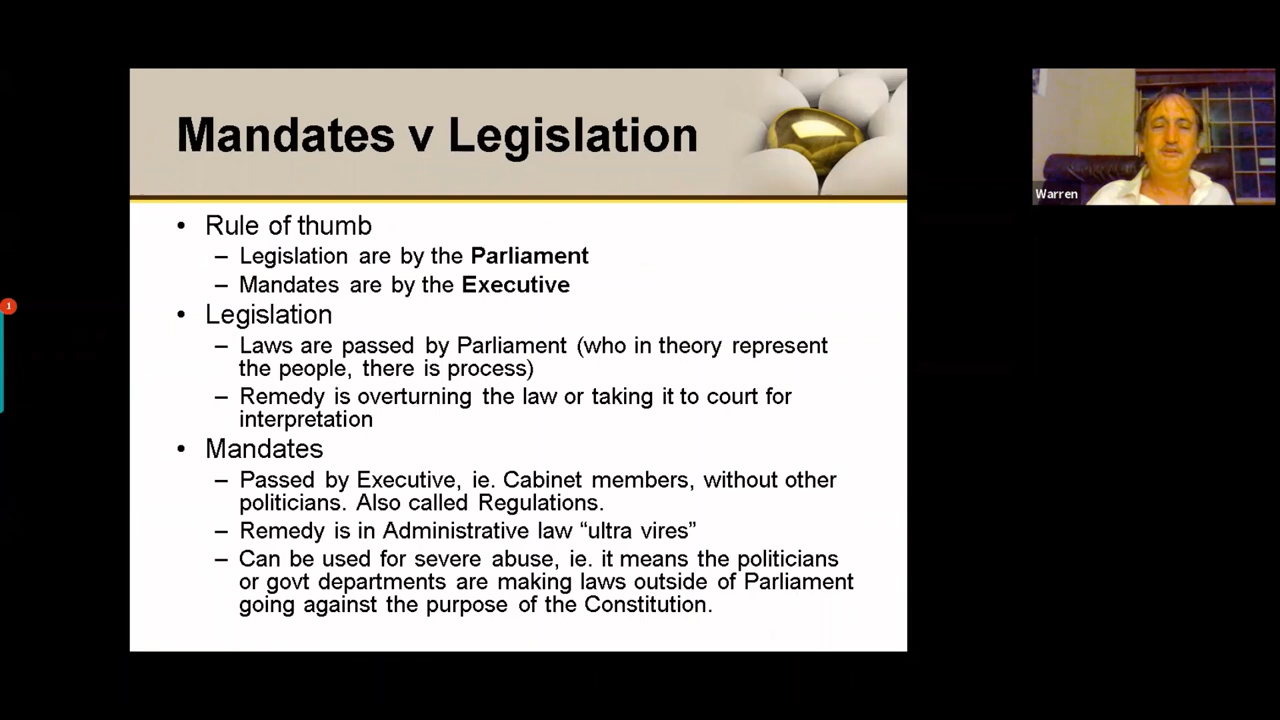 Mandates v Legislation
• Rule of thumb
– Legislation are by the Parliament
– Mandates are by the Executive
• Legislation
– Laws are passed by Parliament (who in theory represent
the people, there is process)
– Remedy is overturning the law or taking it to court for
interpretation
• Mandates
– Passed by Executive, ie. Cabinet members, without other
politicians. Also called Regulations.
– Remedy is in Administrative law “ultra vires”
– Can be used for severe abuse, ie. it means the politicians
or govt departments are making laws outside of Parliament
going against the purpose of the Constitution.
Warren
1